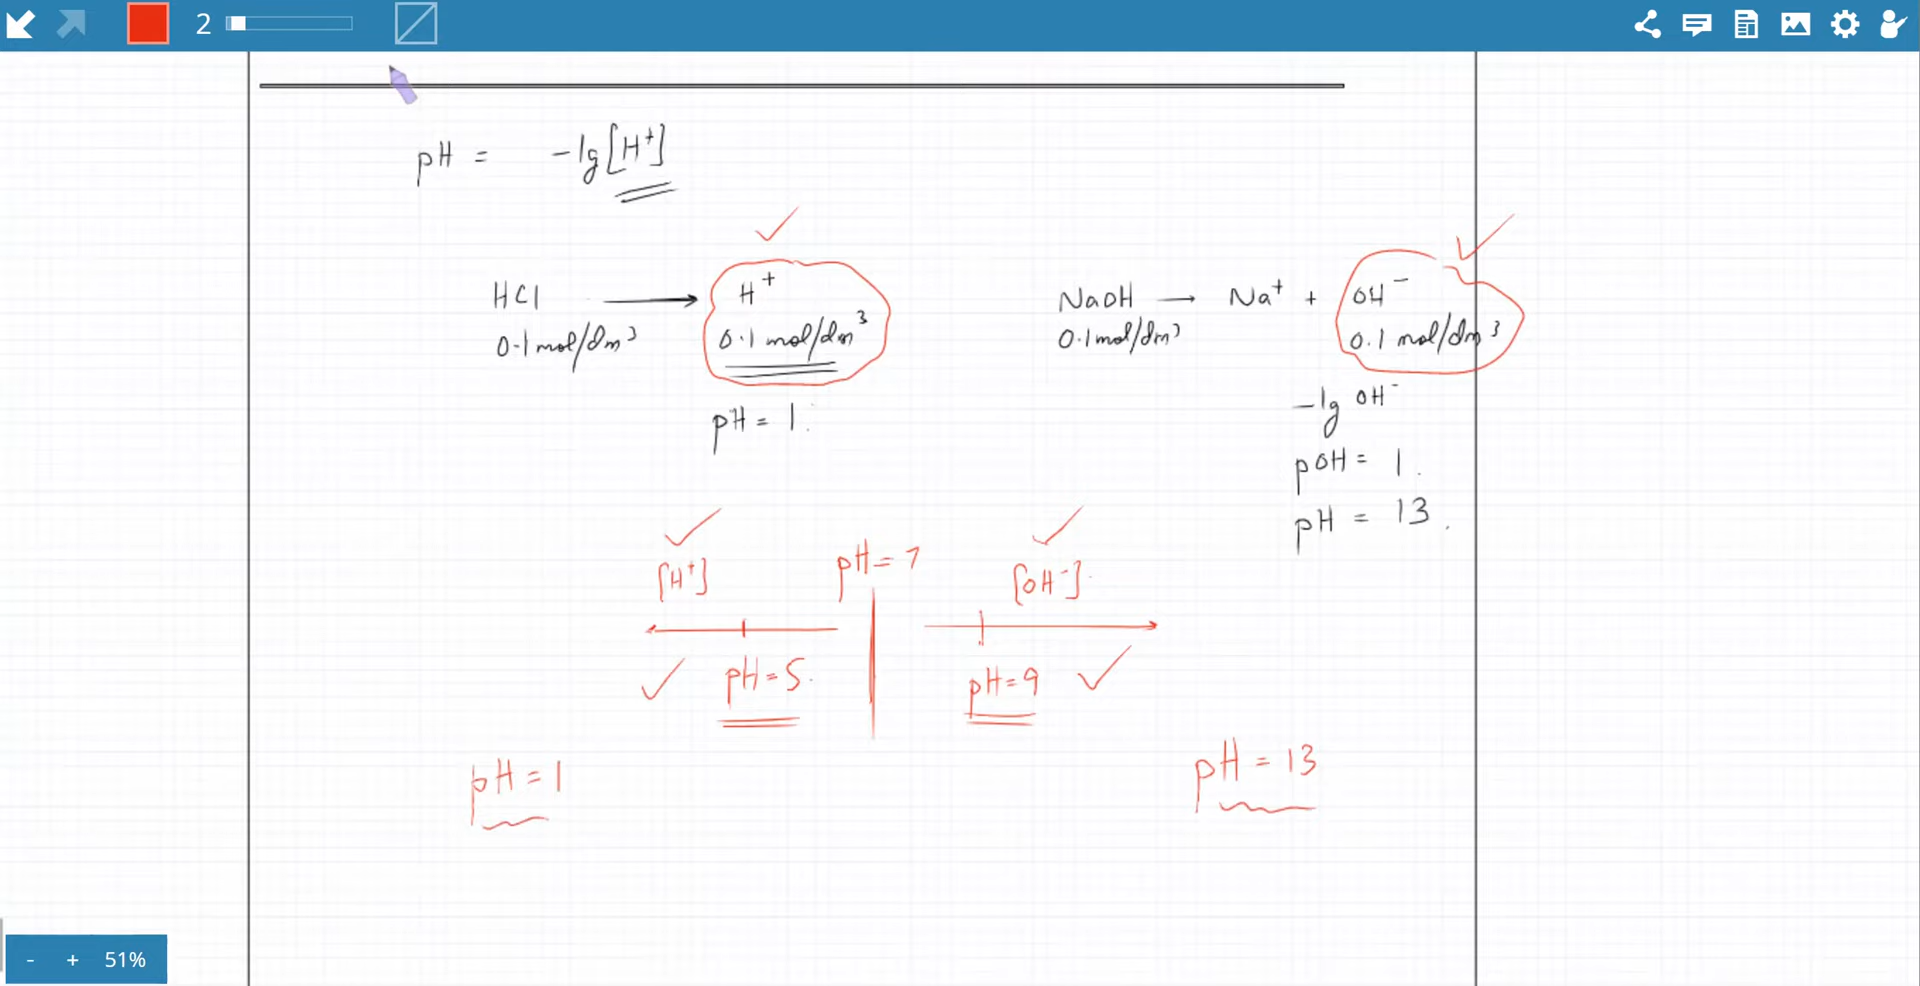 2
pH = -lg[H⁺]
HCl ⟶ H⁺
0.1 mol/dm³ 0.1 mol/dm³
pH = 1.
NaOH → Na⁺ + OH⁻
0.1 mol/dm³ 0.1 mol/dm³
-lg OH⁻
pOH = 1.
pH = 13.
[H⁺] pH = 7 [OH⁻].
pH = 5. pH = 9
pH = 1 pH = 13
- + 51%